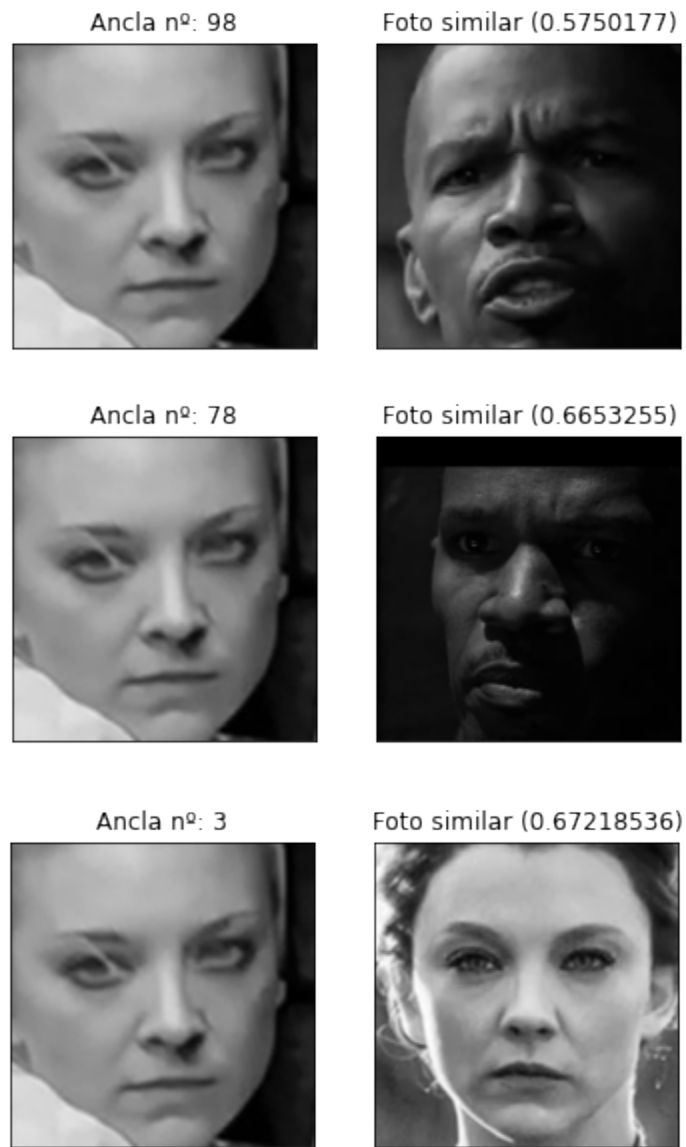 Ancla nº: 98
Foto similar (0.5750177)
Ancla nº: 78
Foto similar (0.6653255)
Ancla nº: 3
Foto similar (0.67218536)